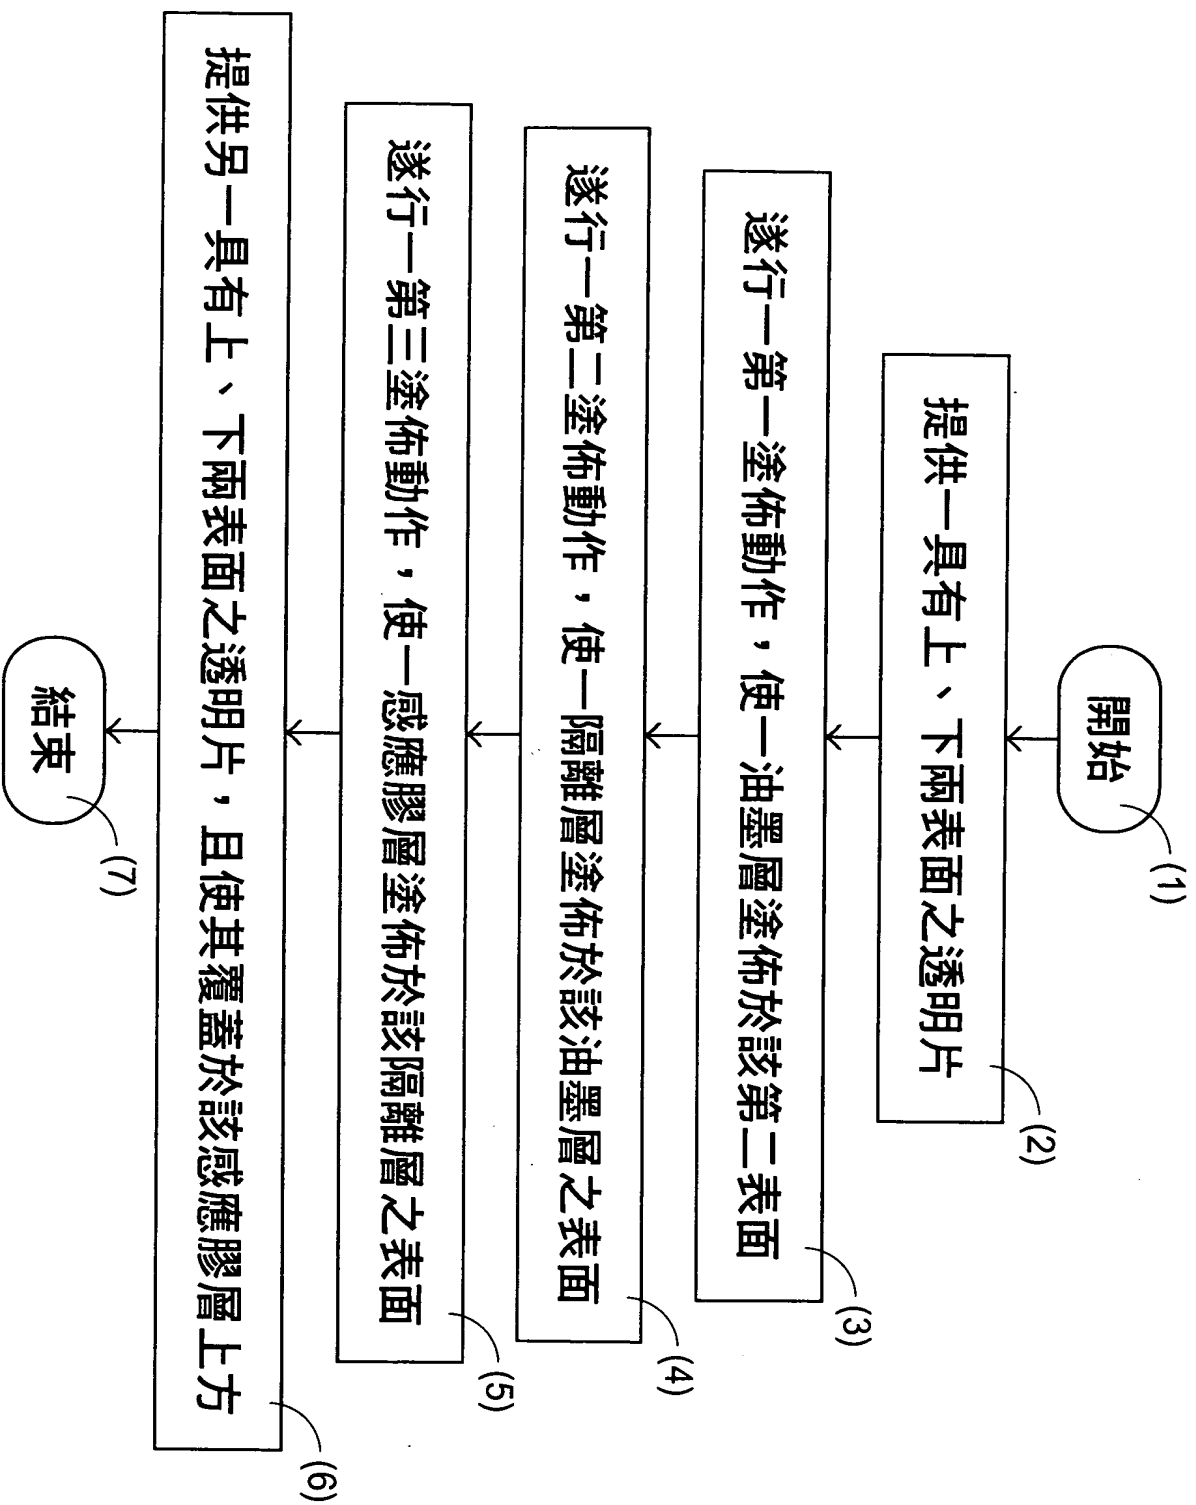 開始
(1)
提供一具有上、下兩表面之透明片
(2)
遂行一第一塗佈動作，使一油墨層塗佈於該第二表面
(3)
遂行一第二塗佈動作，使一隔離層塗佈於該油墨層之表面
(4)
遂行一第三塗佈動作，使一感應膠層塗佈於該隔離層之表面
(5)
提供另一具有上、下兩表面之透明片，且使其覆蓋於該感應膠層上方
(6)
結束
(7)